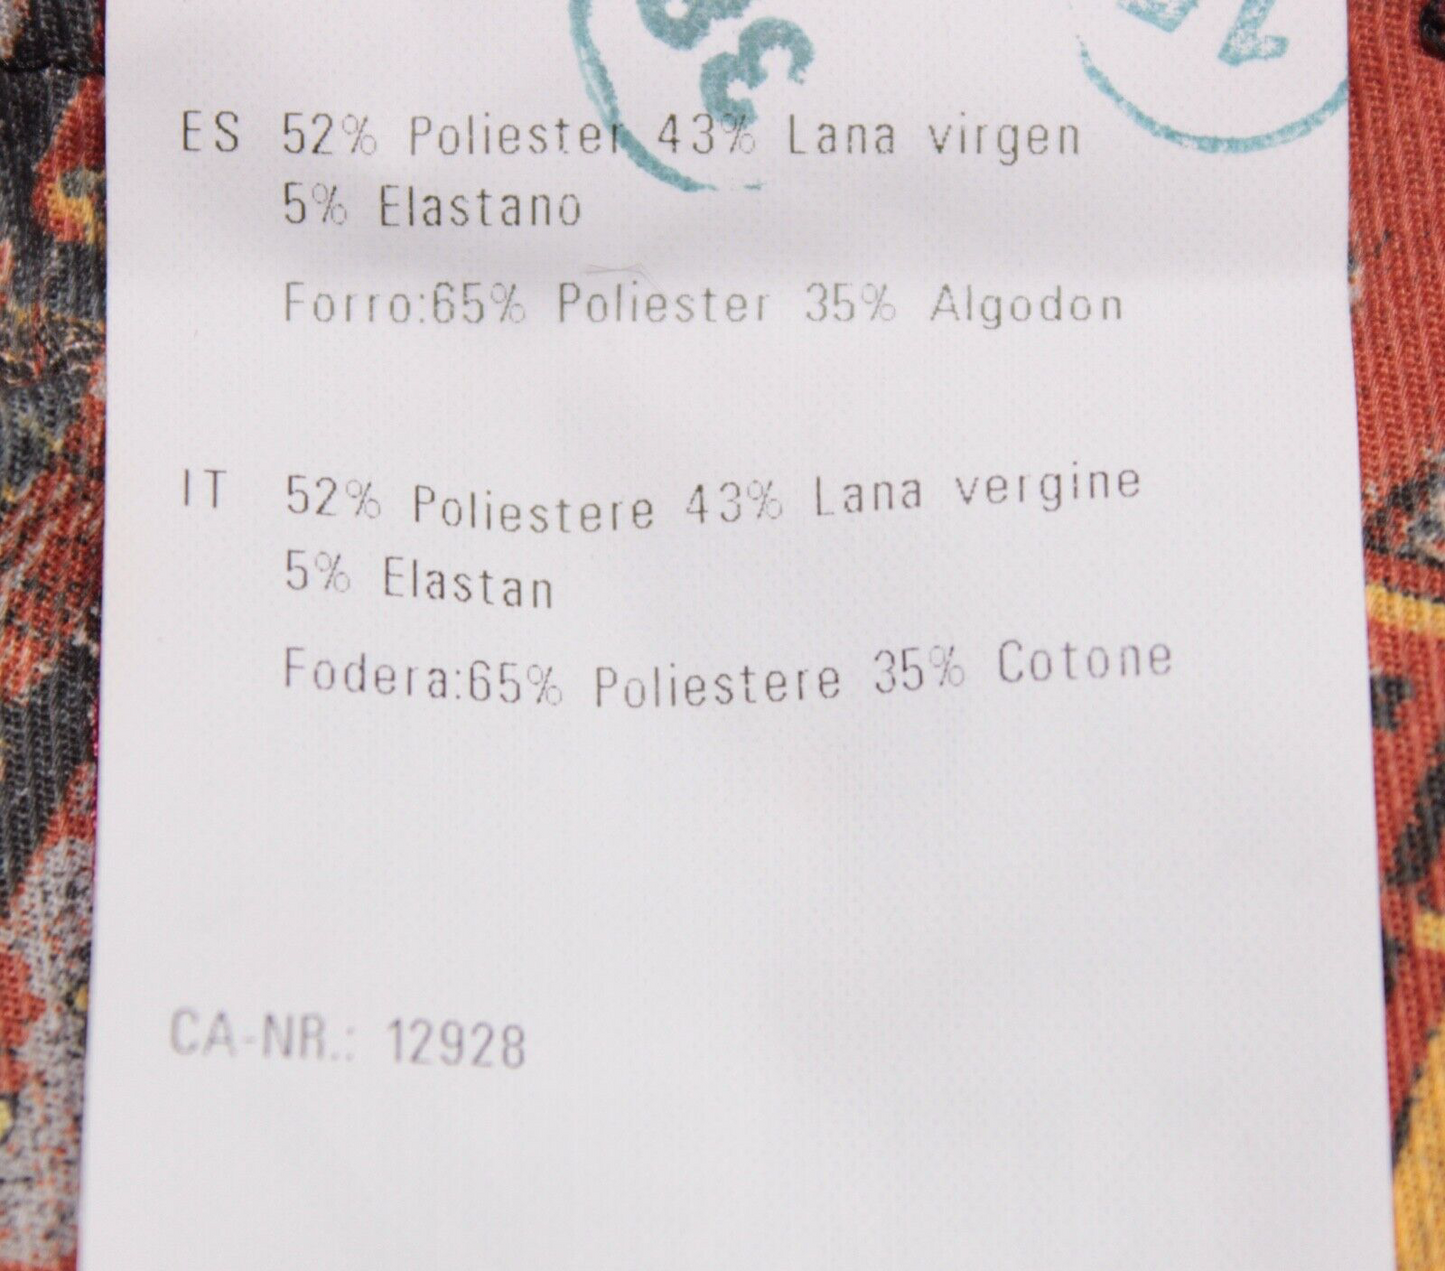 ES 52% Poliester 43% Lana virgen
5% Elastano
Forro:65% Poliester 35% Algodon
IT 52% Poliestere 43% Lana vergine
5% Elastan
Fodera:65% Poliestere 35% Cotone
CA-NR.: 12928